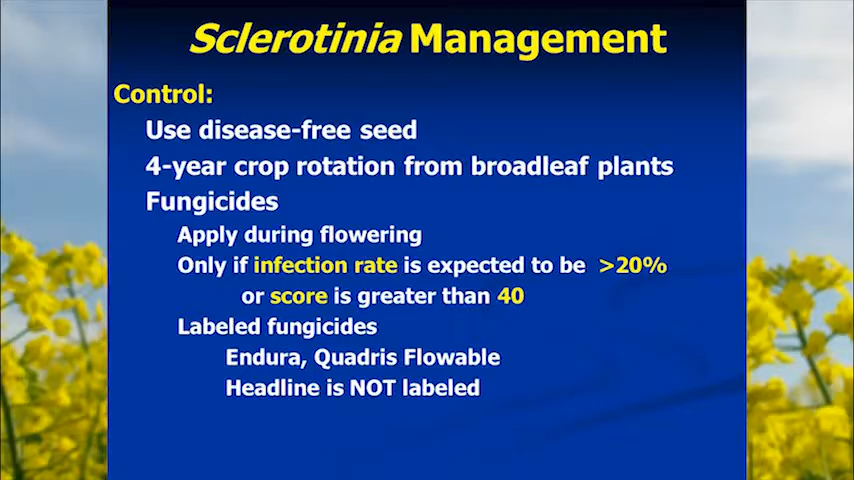 Sclerotinia Management
Control:
Use disease-free seed
4-year crop rotation from broadleaf plants
Fungicides
Apply during flowering
Only if infection rate is expected to be >20%
or score is greater than 40
Labeled fungicides
Endura, Quadris Flowable
Headline is NOT labeled